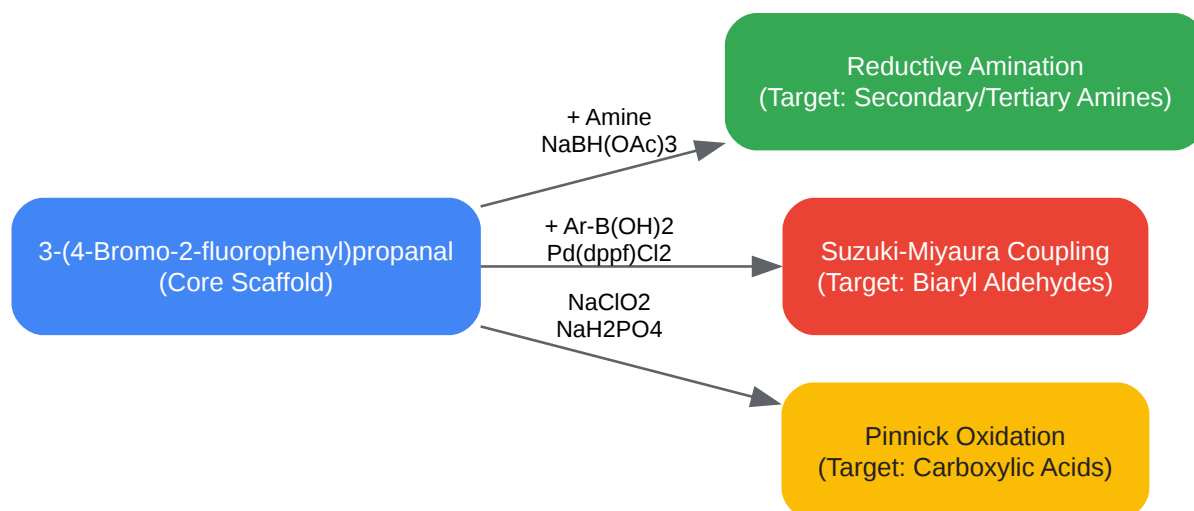 3-(4-Bromo-2-fluorophenyl)propanal
(Core Scaffold)
+ Amine
NaBH(OAc)3
Reductive Amination
(Target: Secondary/Tertiary Amines)
+ Ar-B(OH)2
Pd(dppf)Cl2
Suzuki-Miyaura Coupling
(Target: Biaryl Aldehydes)
NaClO2
NaH2PO4
Pinnick Oxidation
(Target: Carboxylic Acids)